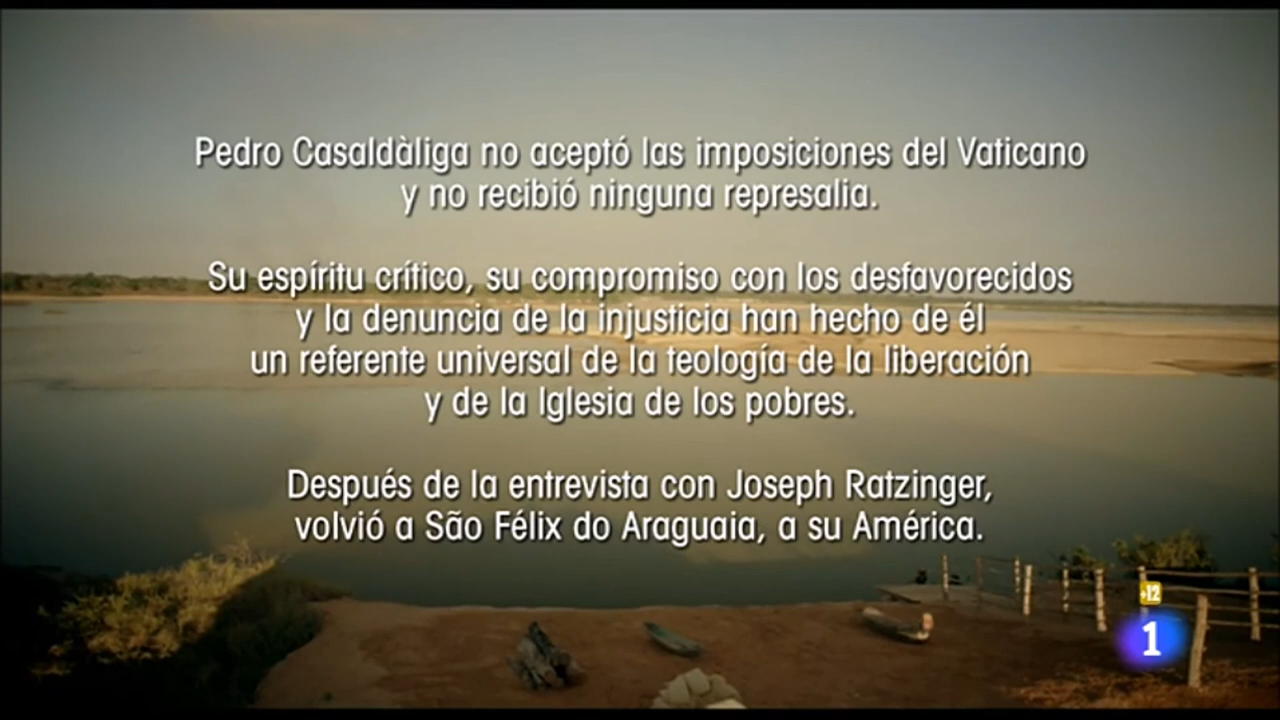 Pedro Casaldàliga no aceptó las imposiciones del Vaticano
y no recibió ninguna represalia.
Su espíritu crítico, su compromiso con los desfavorecidos
y la denuncia de la injusticia han hecho de él
un referente universal de la teología de la liberación
y de la Iglesia de los pobres.
Después de la entrevista con Joseph Ratzinger,
volvió a São Félix do Araguaia, a su América.
+12
1